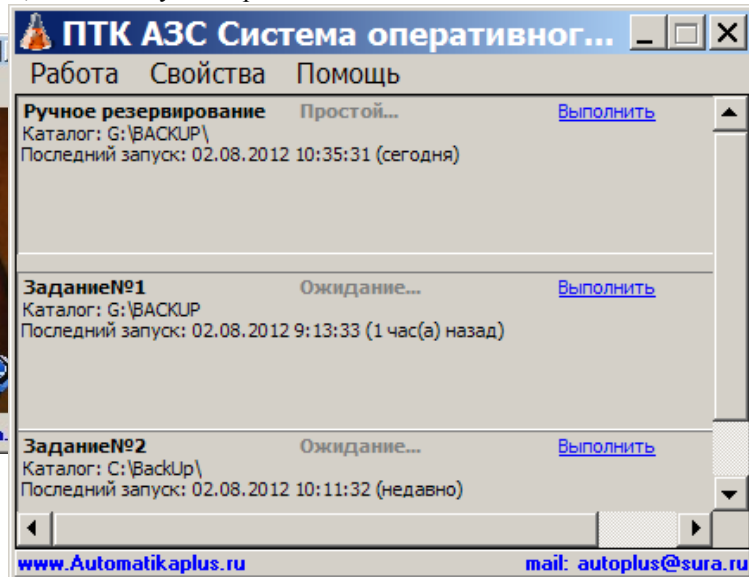 ПТК АЗС Система оперативног...
Работа Свойства Помощь
Ручное резервирование Простой... Выполнить
Каталог: G:\BACKUP\
Последний запуск: 02.08.2012 10:35:31 (сегодня)
Задание№1 Ожидание... Выполнить
Каталог: G:\BACKUP
Последний запуск: 02.08.2012 9:13:33 (1 час(а) назад)
Задание№2 Ожидание... Выполнить
Каталог: C:\BackUp\
Последний запуск: 02.08.2012 10:11:32 (недавно)
www.Automatikaplus.ru mail: autoplus@sura.ru